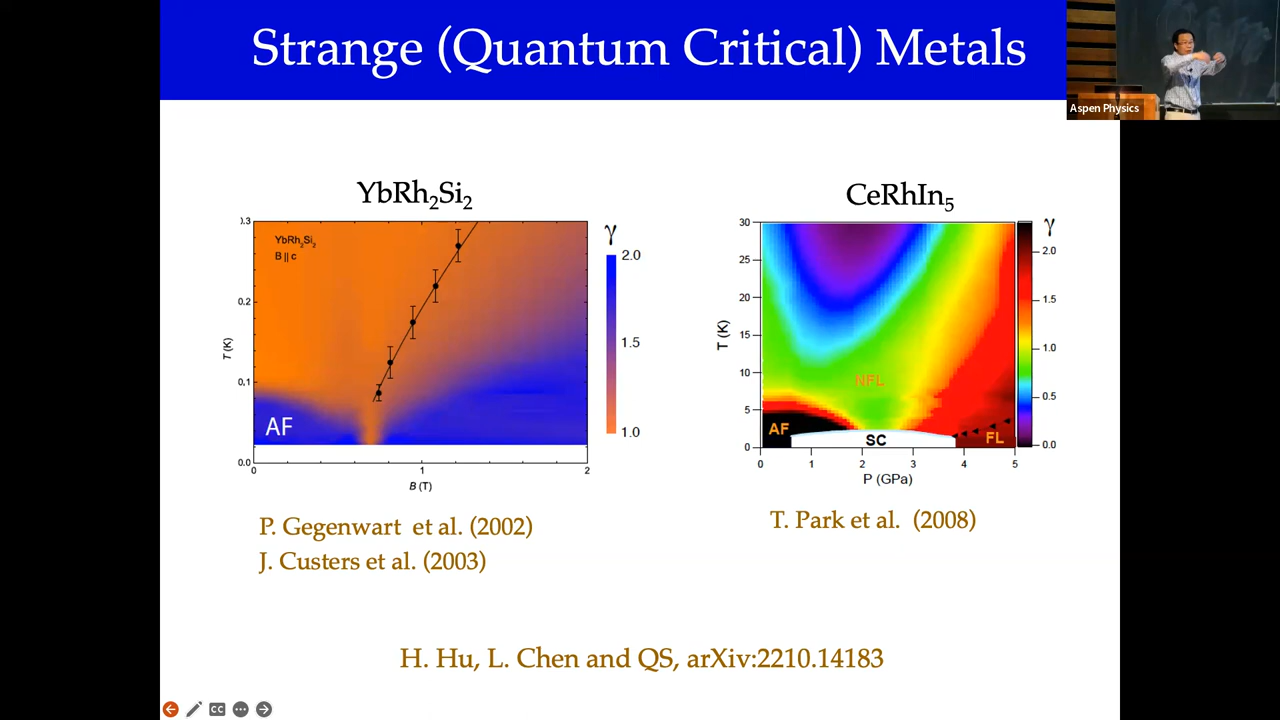 Strange (Quantum Critical) Metals
Aspen Physics
YbRh2Si2
CeRhIn5
0.3
0.2
0.1
0.0
T (K)
YbRh2Si2
B || c
AF
0
1
2
B (T)
γ
2.0
1.5
1.0
30
25
20
15
10
5
0
T (K)
NFL
AF
SC
FL
0
1
2
3
4
5
P (GPa)
γ
2.0
1.5
1.0
0.5
0.0
P. Gegenwart et al. (2002)
J. Custers et al. (2003)
T. Park et al. (2008)
H. Hu, L. Chen and QS, arXiv:2210.14183
CC